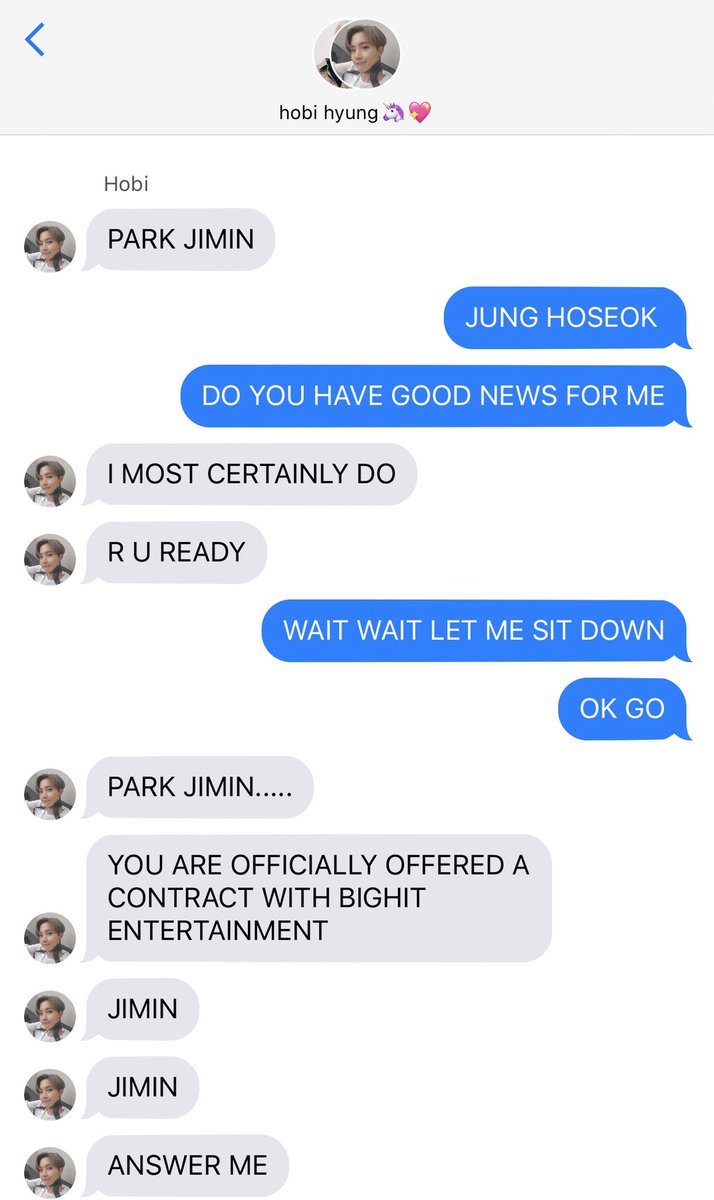 hobi hyung🦄💖
Hobi
PARK JIMIN
JUNG HOSEOK
DO YOU HAVE GOOD NEWS FOR ME
I MOST CERTAINLY DO
R U READY
WAIT WAIT LET ME SIT DOWN
OK GO
PARK JIMIN.....
YOU ARE OFFICIALLY OFFERED A
CONTRACT WITH BIGHIT
ENTERTAINMENT
JIMIN
JIMIN
ANSWER ME